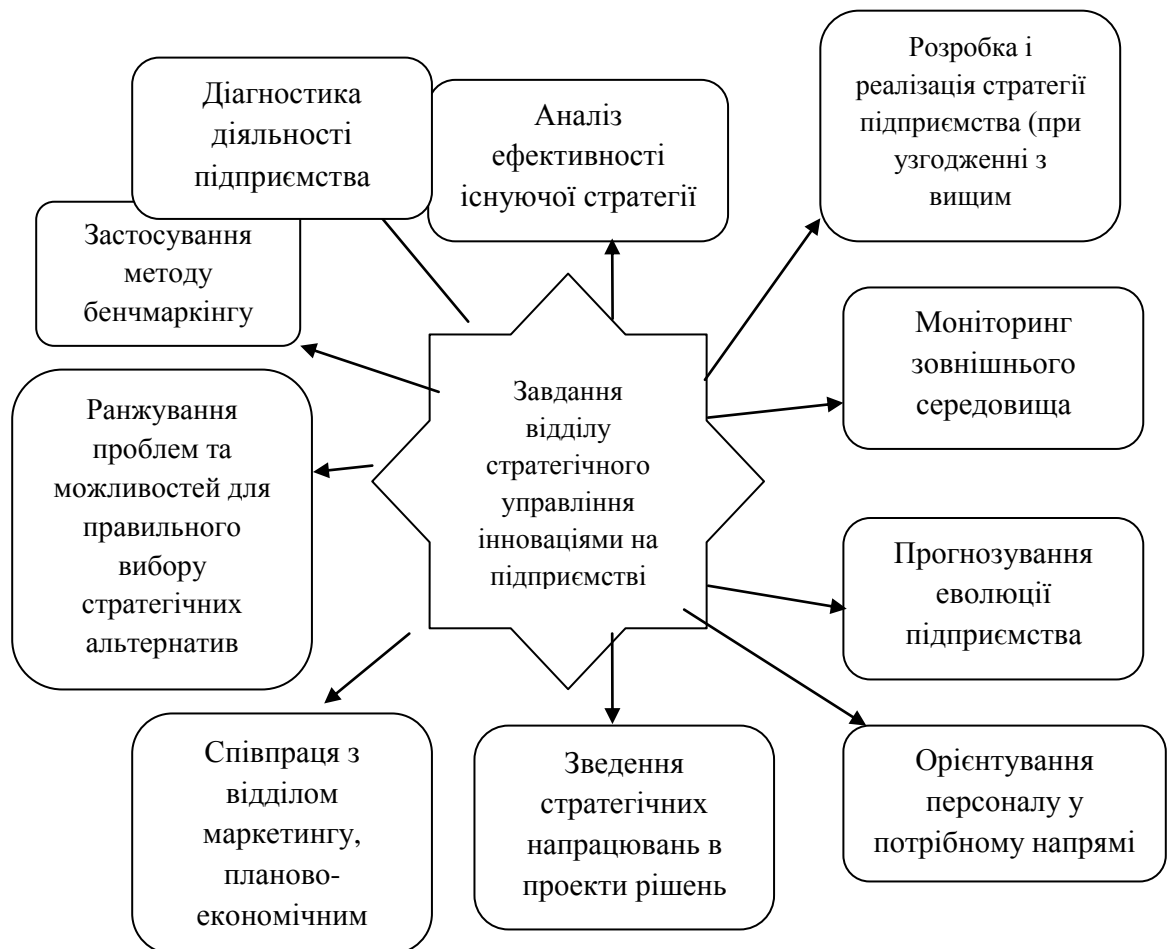 Діагностика
діяльності
підприємства
Аналіз
ефективності
існуючої стратегії
Розробка і
реалізація стратегії
підприємства (при
узгодженні з
вищим
Застосування
методу
бенчмаркінгу
Моніторинг
зовнішнього
середовища
Ранжування
проблем та
можливостей для
правильного
вибору
стратегічних
альтернатив
Завдання
відділу
стратегічного
управління
інноваціями на
підприємстві
Прогнозування
еволюції
підприємства
Співпраця з
відділом
маркетингу,
планово-
економічним
Зведення
стратегічних
напрацювань в
проекти рішень
Орієнтування
персоналу у
потрібному напрямі